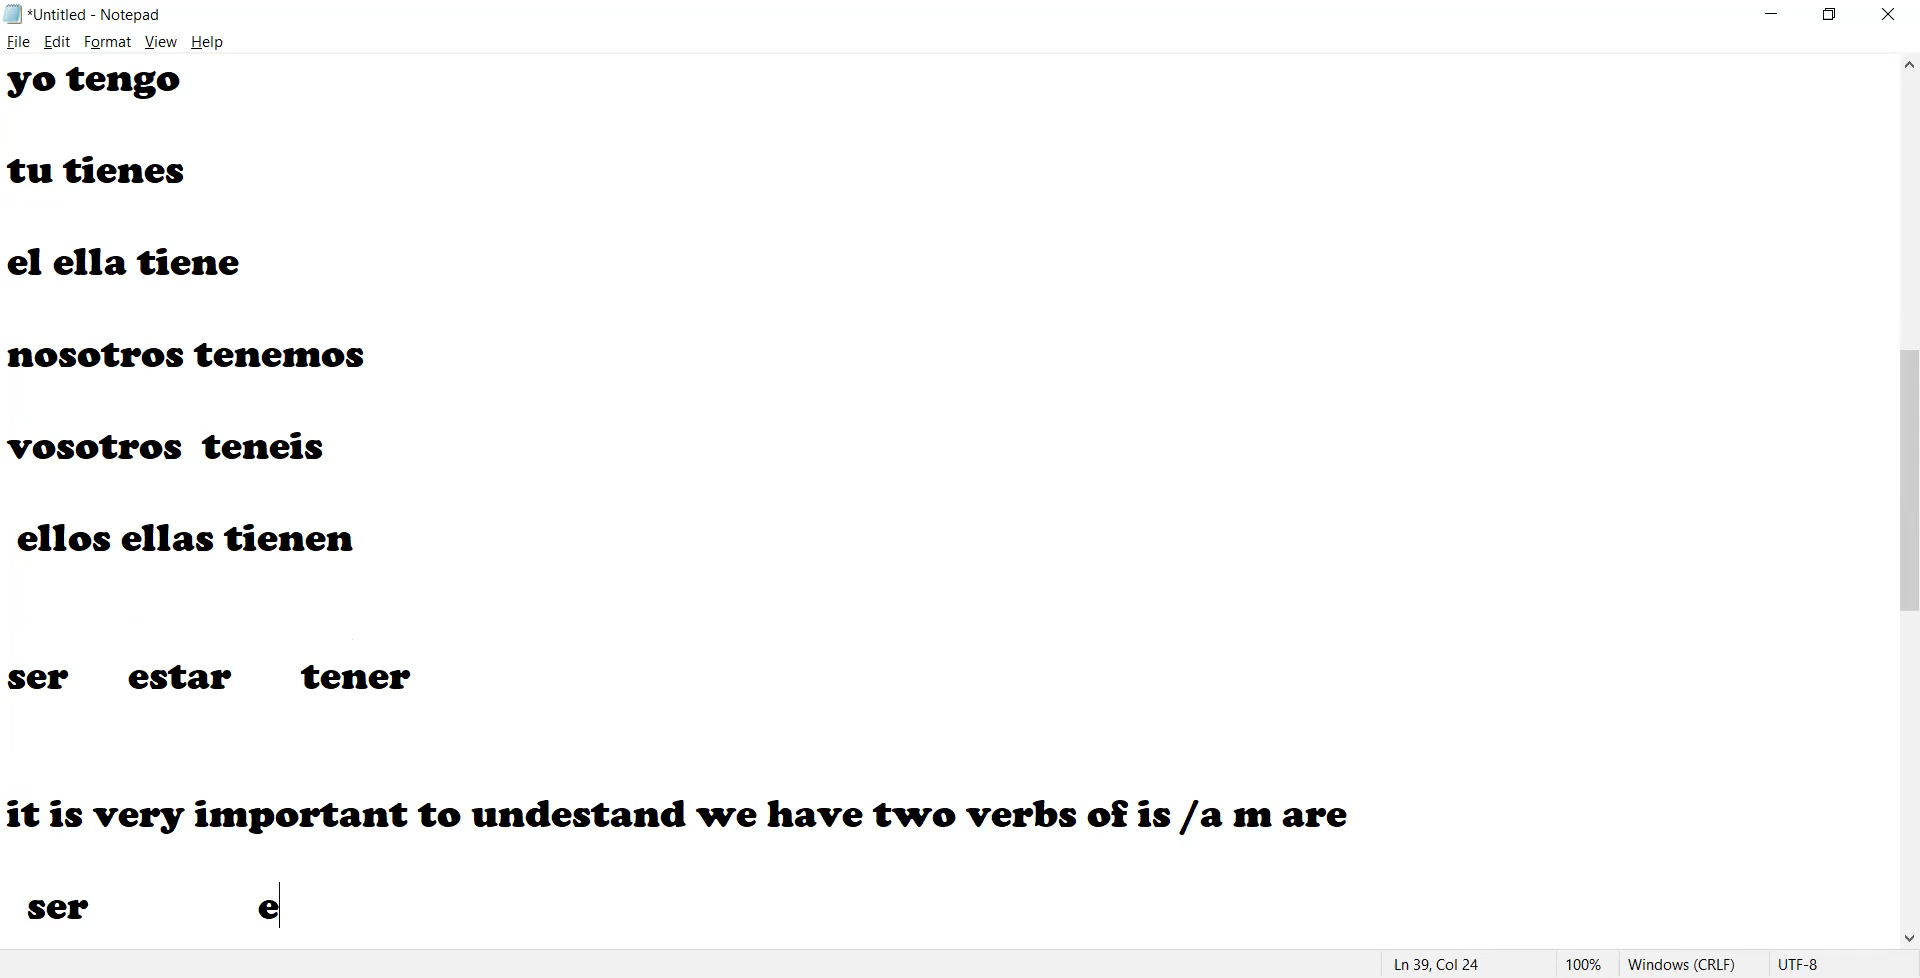 *Untitled - Notepad
File Edit Format View Help
yo tengo
tu tienes
el ella tiene
nosotros tenemos
vosotros  teneis
ellos ellas tienen
ser estar tener
it is very important to undestand we have two verbs of is /a m are
ser e
Ln 39, Col 24 100% Windows (CRLF) UTF-8